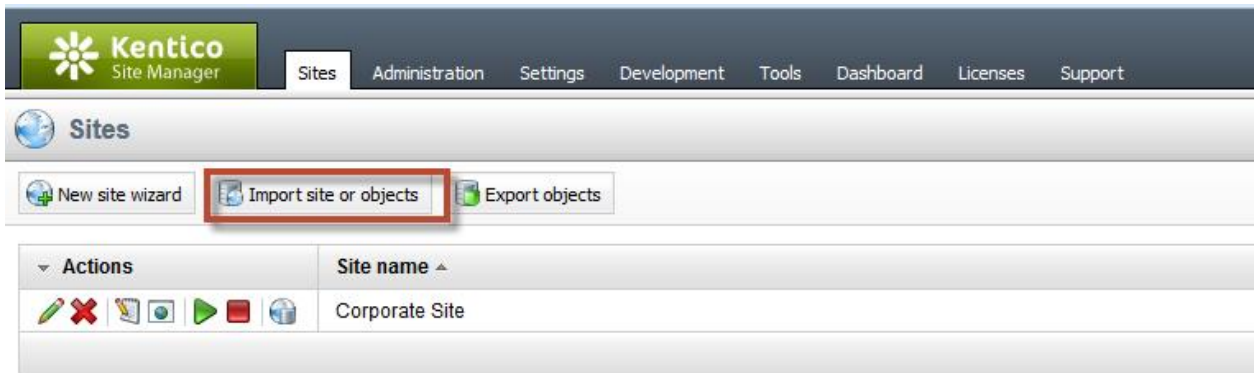 Kentico
Site Manager
Sites Administration Settings Development Tools Dashboard Licenses Support
Sites
New site wizard Import site or objects Export objects
Actions Site name
Corporate Site